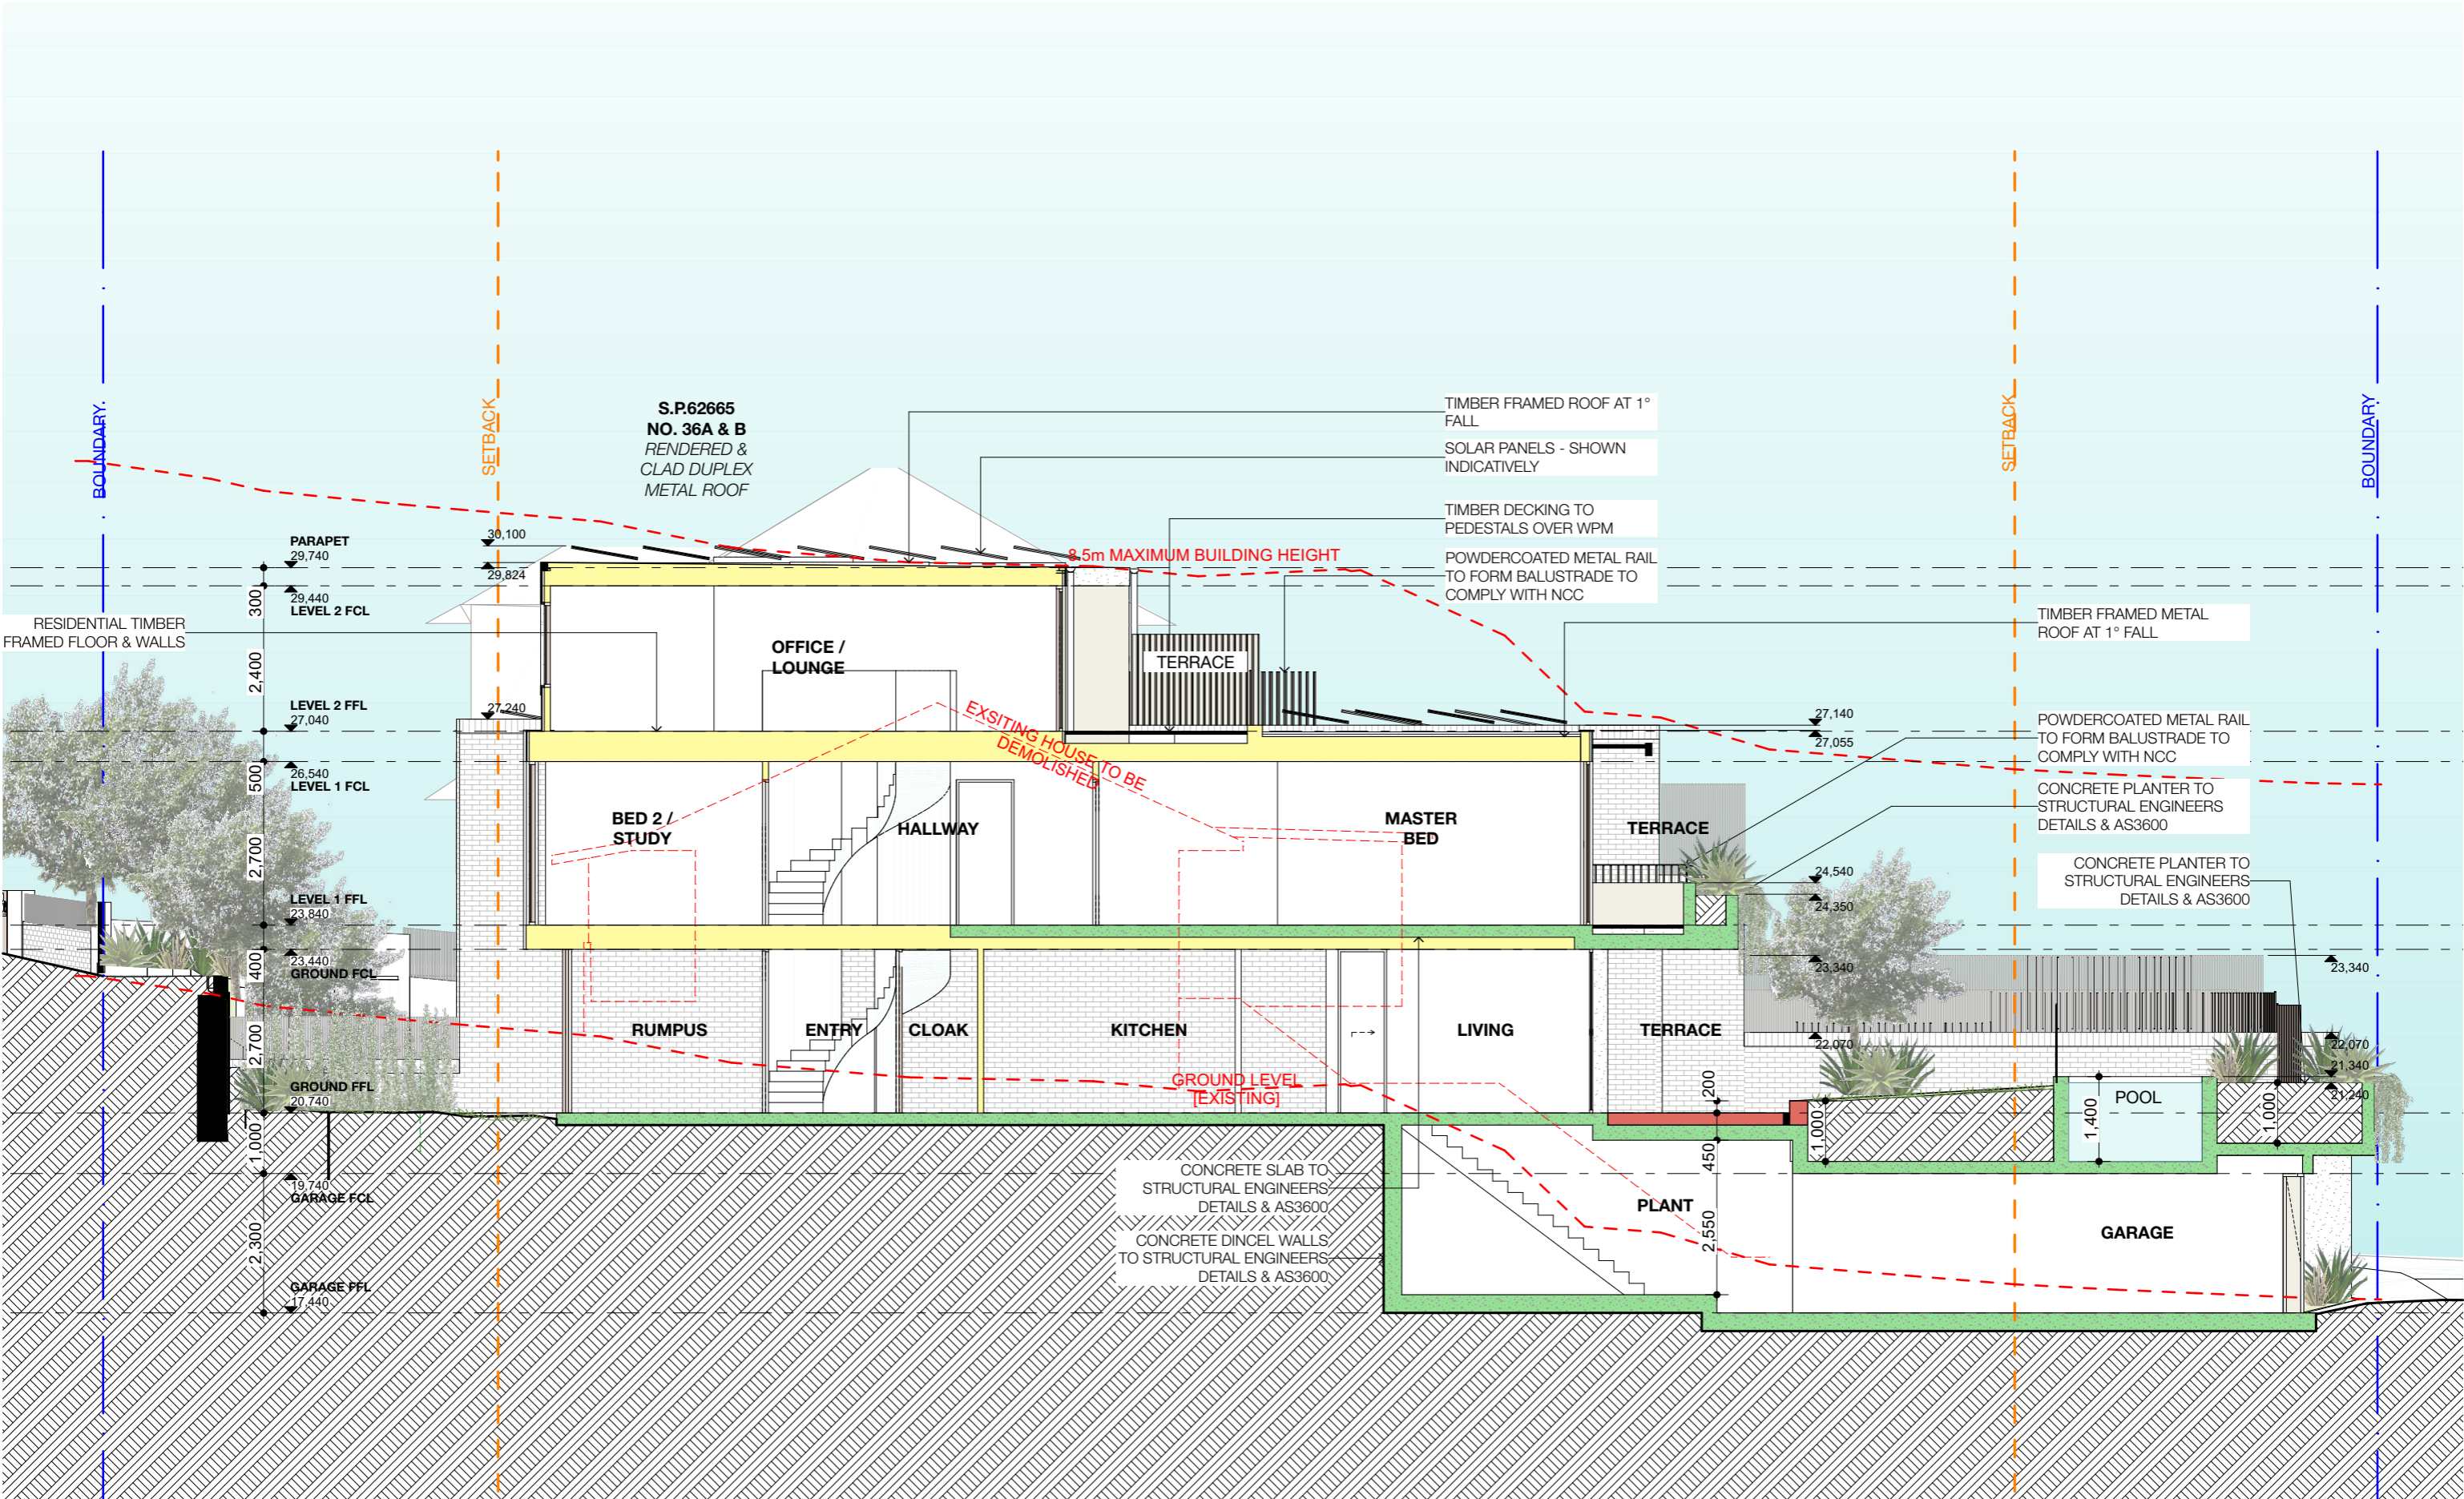 BOUNDARY.
SETBACK
SETBACK
BOUNDARY
S.P.62665
NO. 36A & B
RENDERED &
CLAD DUPLEX
METAL ROOF
TIMBER FRAMED ROOF AT 1°
FALL
SOLAR PANELS - SHOWN
INDICATIVELY
TIMBER DECKING TO
PEDESTALS OVER WPM
POWDERCOATED METAL RAIL
TO FORM BALUSTRADE TO
COMPLY WITH NCC
8.5m MAXIMUM BUILDING HEIGHT
PARAPET
29,740
30,100
29,824
300
29,440
LEVEL 2 FCL
RESIDENTIAL TIMBER
FRAMED FLOOR & WALLS
2,400
OFFICE /
LOUNGE
TERRACE
TIMBER FRAMED METAL
ROOF AT 1° FALL
LEVEL 2 FFL
27,040
27,240
27,140
27,055
POWDERCOATED METAL RAIL
TO FORM BALUSTRADE TO
COMPLY WITH NCC
EXSITING HOUSE TO BE
DEMOLISHED
500
26,540
LEVEL 1 FCL
CONCRETE PLANTER TO
STRUCTURAL ENGINEERS
DETAILS & AS3600
2,700
BED 2 /
STUDY
HALLWAY
MASTER
BED
TERRACE
24,540
24,350
CONCRETE PLANTER TO
STRUCTURAL ENGINEERS
DETAILS & AS3600
LEVEL 1 FFL
23,840
400
23,440
GROUND FCL
23,340
23,340
2,700
RUMPUS
ENTRY
CLOAK
KITCHEN
LIVING
TERRACE
22,070
22,070
21,340
21,240
GROUND LEVEL
[EXISTING]
GROUND FFL
20,740
200
1,000
1,400
POOL
1,000
1,000
19,740
GARAGE FCL
450
CONCRETE SLAB TO
STRUCTURAL ENGINEERS
DETAILS & AS3600
PLANT
GARAGE
2,300
2,550
CONCRETE DINCEL WALLS
TO STRUCTURAL ENGINEERS
DETAILS & AS3600
GARAGE FFL
17,440